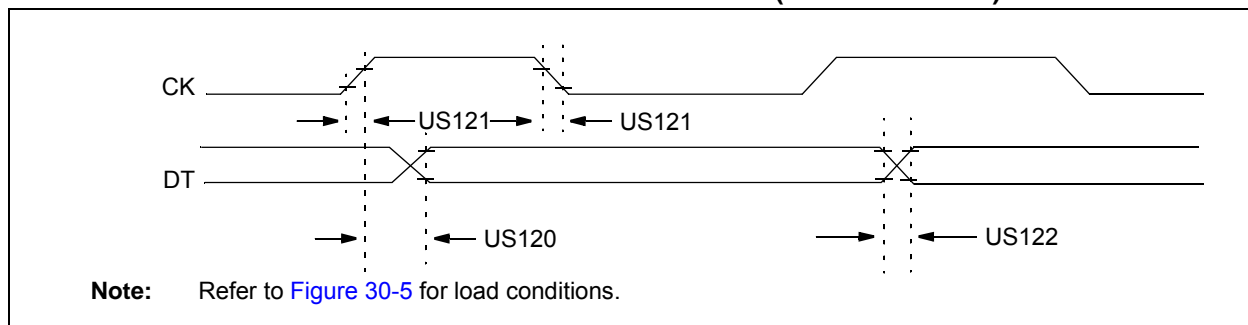 CK
US121 US121
DT
US120 US122
Note: Refer to Figure 30-5 for load conditions.